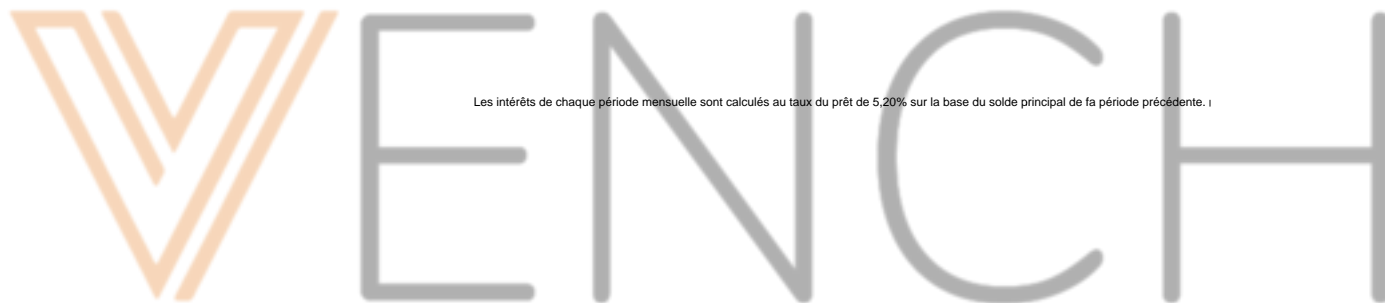 VENCH
Les intérêts de chaque période mensuelle sont calculés au taux du prêt de 5,20% sur la base du solde principal de fa période précédente.